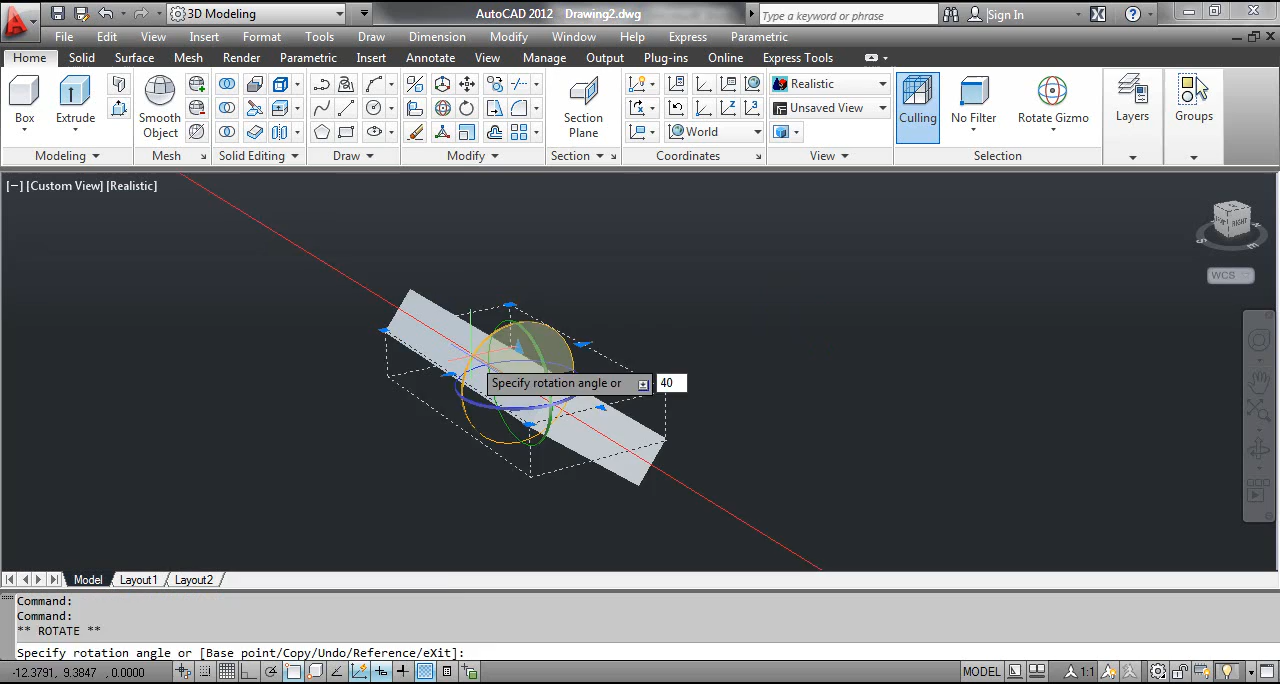 3D Modeling AutoCAD 2012 Drawing2.dwg Type a keyword or phrase Sign In
File Edit View Insert Format Tools Draw Dimension Modify Window Help Express Parametric
Home Solid Surface Mesh Render Parametric Insert Annotate View Manage Output Plug-ins Online Express Tools
Box Extrude Smooth Object Section Plane Realistic Unsaved View World Culling No Filter Rotate Gizmo Layers Groups
Modeling Mesh Solid Editing Draw Modify Section Coordinates View Selection
[−] [Custom View] [Realistic]
RIGHT
S E
WCS
Specify rotation angle or 40
Model Layout1 Layout2
Command:
Command:
** ROTATE **
Specify rotation angle or [Base point/Copy/Undo/Reference/eXit]:
-12.3791, 9.3847 , 0.0000 MODEL 1:1